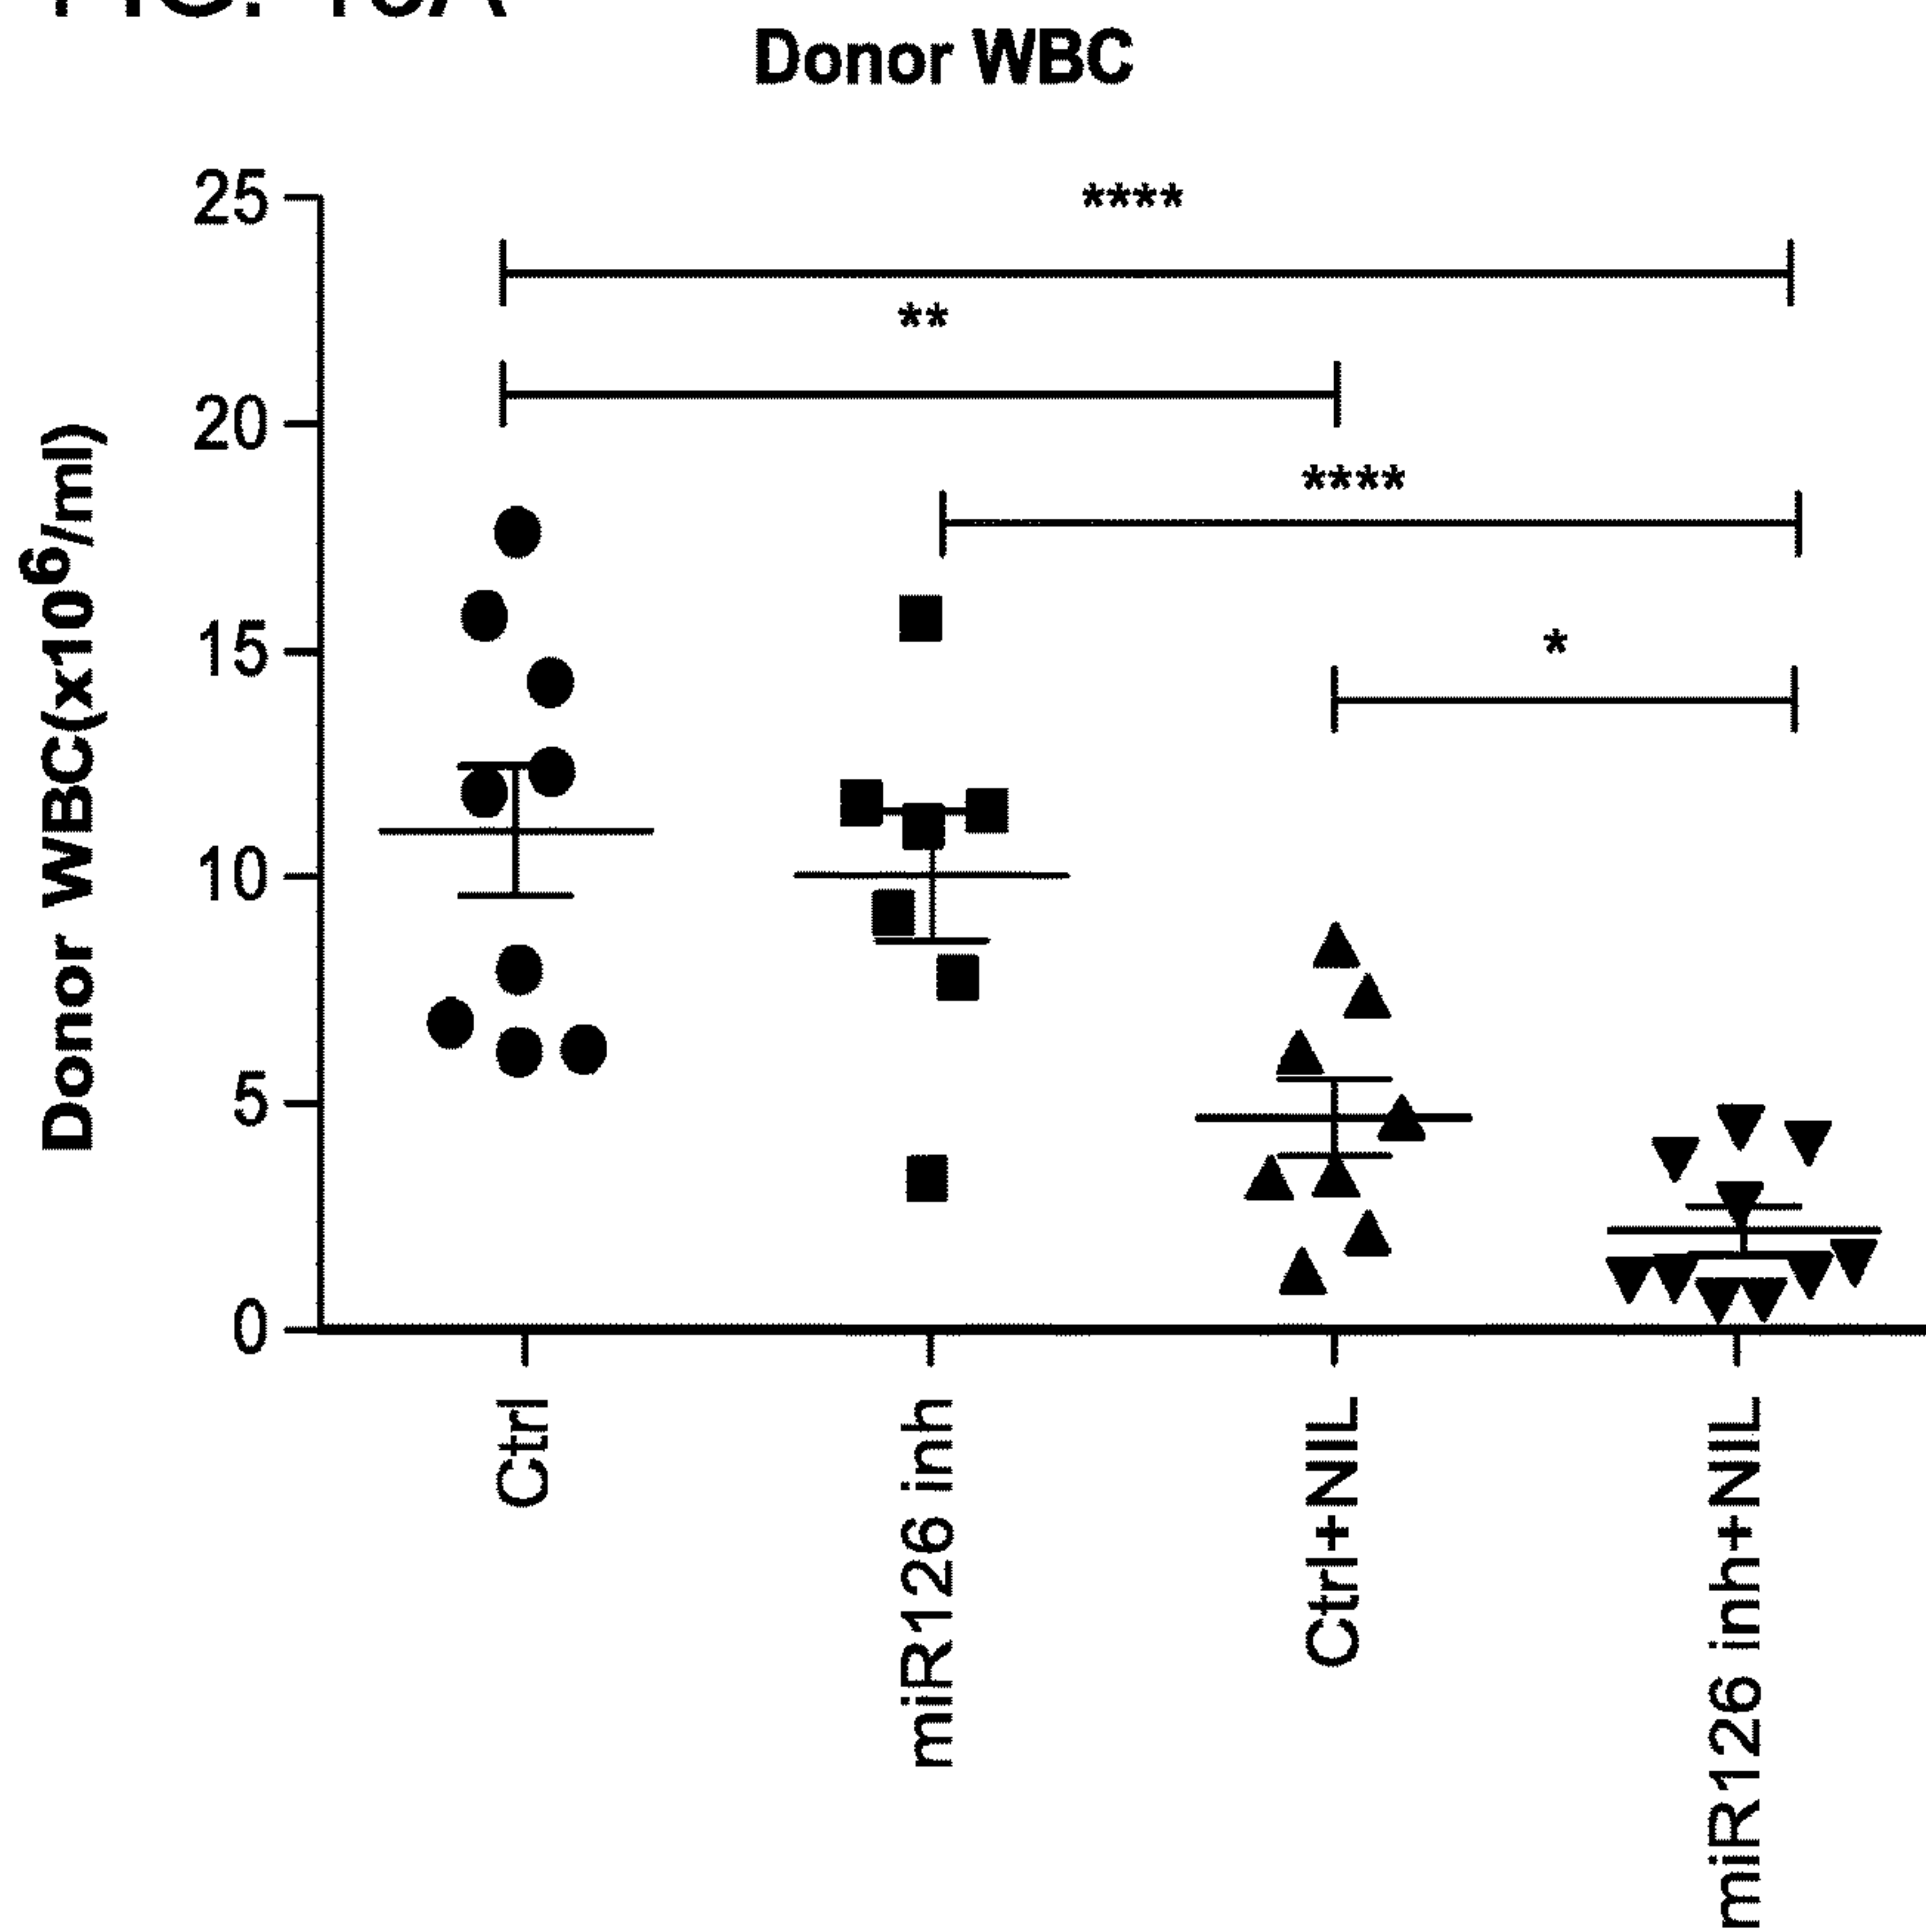 Donor WBC
25
20
15
10
5
0
Donor WBC(x10⁶/ml)
****
**
****
*
Ctrl
miR126 inh
Ctrl+NIL
miR126 inh+NIL